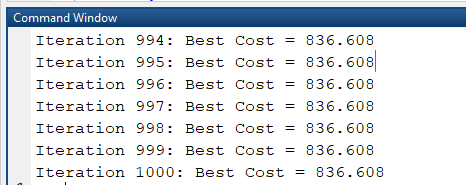 Command Window
Iteration 994: Best Cost = 836.608
Iteration 995: Best Cost = 836.608
Iteration 996: Best Cost = 836.608
Iteration 997: Best Cost = 836.608
Iteration 998: Best Cost = 836.608
Iteration 999: Best Cost = 836.608
Iteration 1000: Best Cost = 836.608